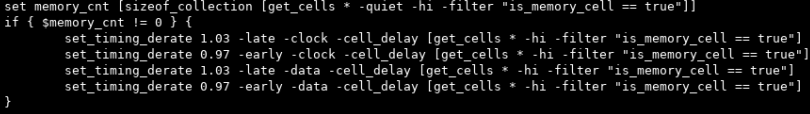 set memory_cnt [sizeof_collection [get_cells * -quiet -hi -filter "is_memory_cell == true"]]
if { $memory_cnt != 0 } {
        set_timing_derate 1.03 -late -clock -cell_delay [get_cells * -hi -filter "is_memory_cell == true"]
        set_timing_derate 0.97 -early -clock -cell_delay [get_cells * -hi -filter "is_memory_cell == true"]
        set_timing_derate 1.03 -late -data -cell_delay [get_cells * -hi -filter "is_memory_cell == true"]
        set_timing_derate 0.97 -early -data -cell_delay [get_cells * -hi -filter "is_memory_cell == true"]
}